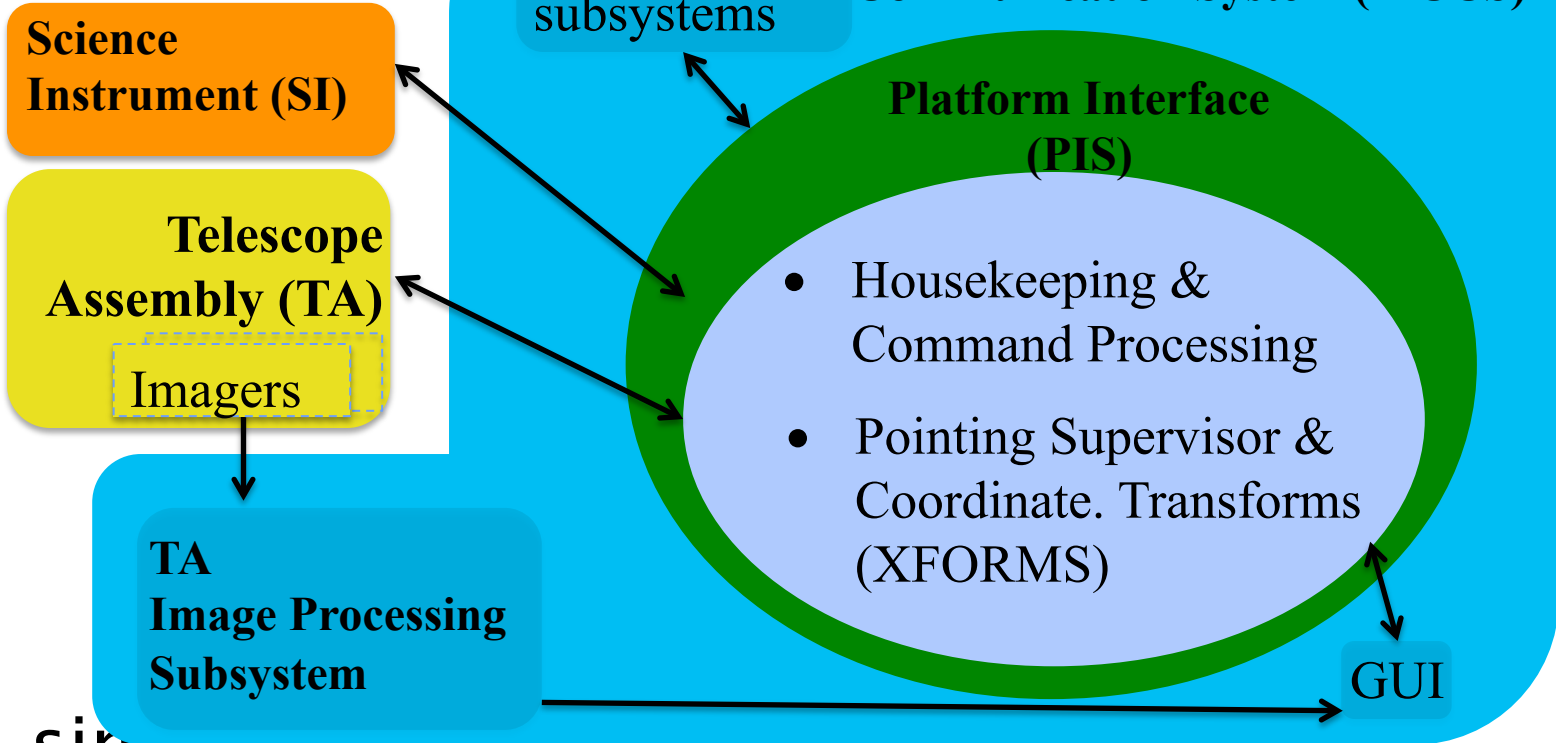 subsystems
Science
Instrument (SI)
Platform Interface
(PIS)
Telescope
Assembly (TA)
Imagers
• Housekeeping &
Command Processing
• Pointing Supervisor &
Coordinate. Transforms
(XFORMS)
TA
Image Processing
Subsystem
GUI